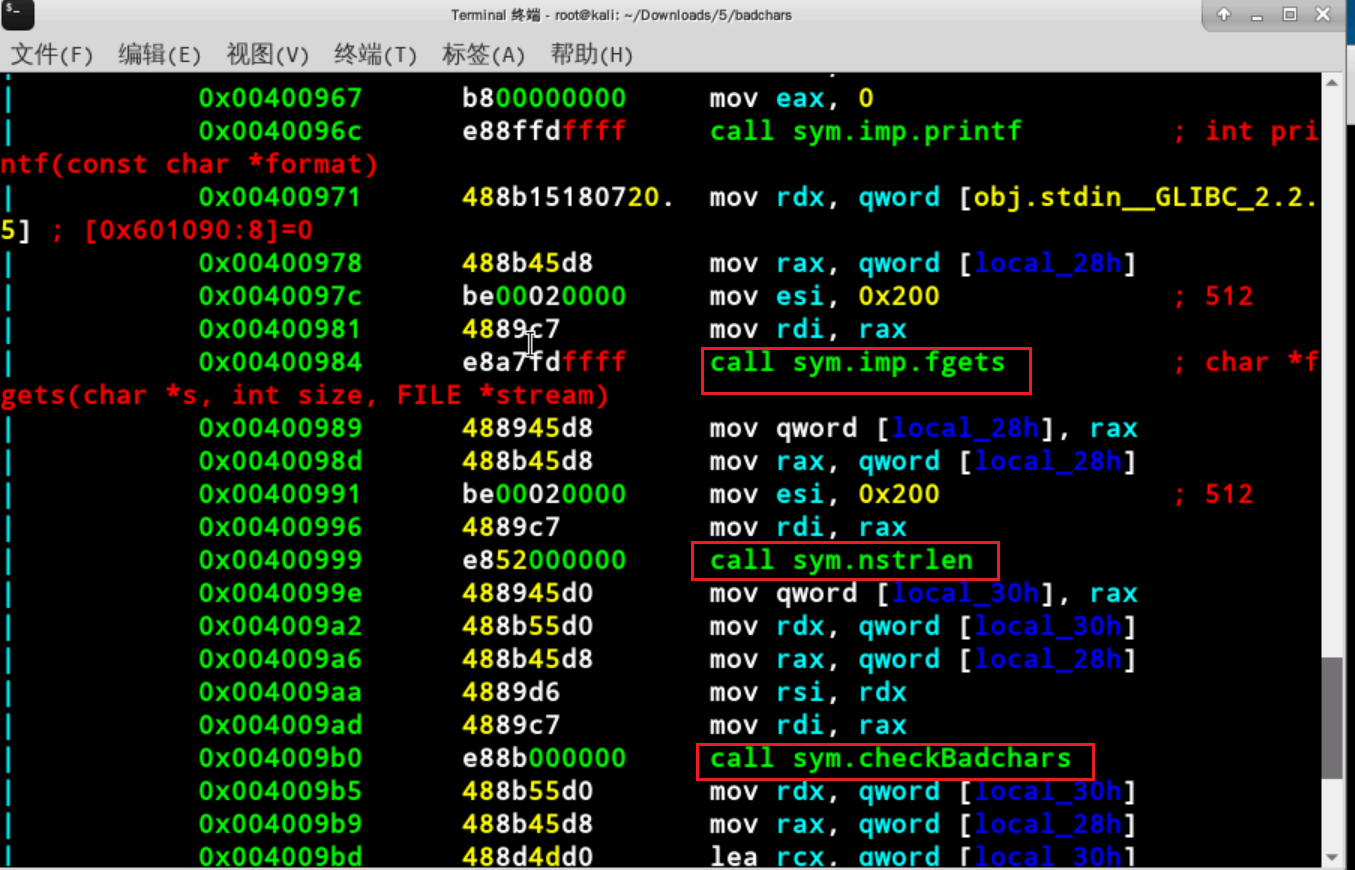 Terminal 终端 - root@kali: ~/Downloads/5/badchars
文件(F) 编辑(E) 视图(V) 终端(T) 标签(A) 帮助(H)
| 0x00400967 b800000000 mov eax, 0
| 0x0040096c e88ffdffff call sym.imp.printf ; int pri
ntf(const char *format)
| 0x00400971 488b15180720. mov rdx, qword [obj.stdin__GLIBC_2.2.
5] ; [0x601090:8]=0
| 0x00400978 488b45d8 mov rax, qword [local_28h]
| 0x0040097c be00020000 mov esi, 0x200 ; 512
| 0x00400981 4889c7 mov rdi, rax
| 0x00400984 e8a7fdffff call sym.imp.fgets ; char *f
gets(char *s, int size, FILE *stream)
| 0x00400989 488945d8 mov qword [local_28h], rax
| 0x0040098d 488b45d8 mov rax, qword [local_28h]
| 0x00400991 be00020000 mov esi, 0x200 ; 512
| 0x00400996 4889c7 mov rdi, rax
| 0x00400999 e852000000 call sym.nstrlen
| 0x0040099e 488945d0 mov qword [local_30h], rax
| 0x004009a2 488b55d0 mov rdx, qword [local_30h]
| 0x004009a6 488b45d8 mov rax, qword [local_28h]
| 0x004009aa 4889d6 mov rsi, rdx
| 0x004009ad 4889c7 mov rdi, rax
| 0x004009b0 e88b000000 call sym.checkBadchars
| 0x004009b5 488b55d0 mov rdx, qword [local_30h]
| 0x004009b9 488b45d8 mov rax, qword [local_28h]
| 0x004009bd 488d4dd0 lea rcx, qword [local_30h]